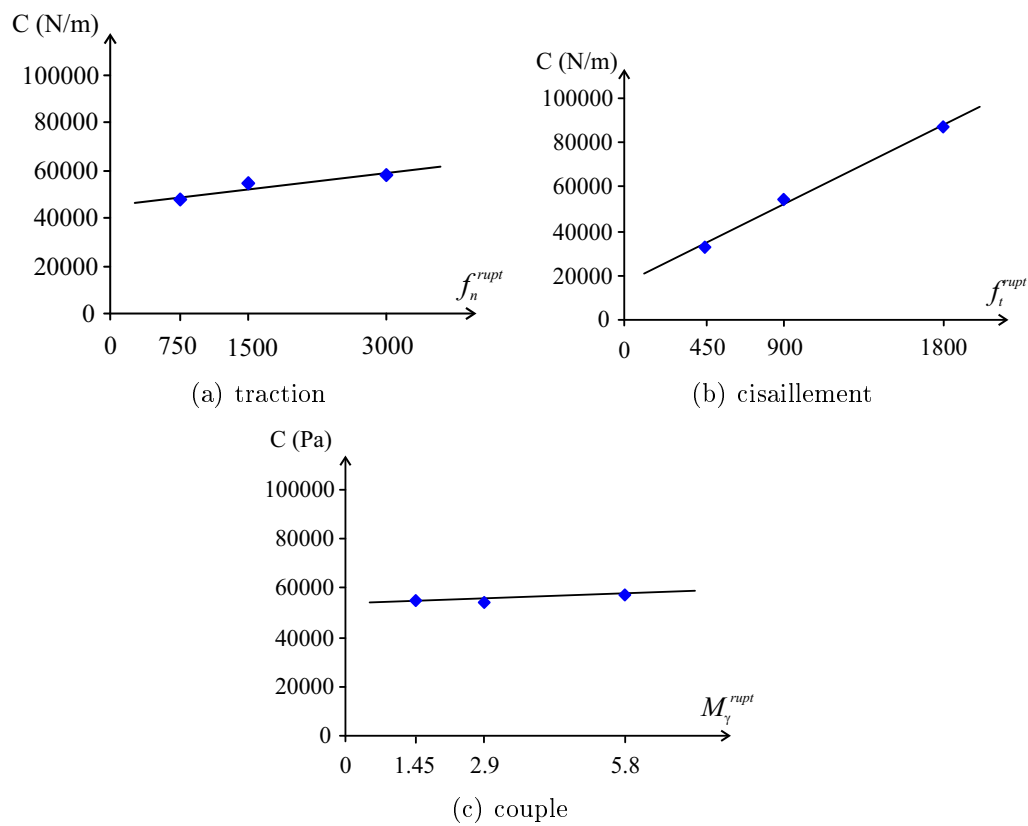 C (N/m)
100000
80000
60000
40000
20000
0
f_n^{rupt}
0 750 1500 3000
(a) traction
C (N/m)
100000
80000
60000
40000
20000
0
f_t^{rupt}
0 450 900 1800
(b) cisaillement
C (Pa)
100000
80000
60000
40000
20000
0
M_γ^{rupt}
0 1.45 2.9 5.8
(c) couple